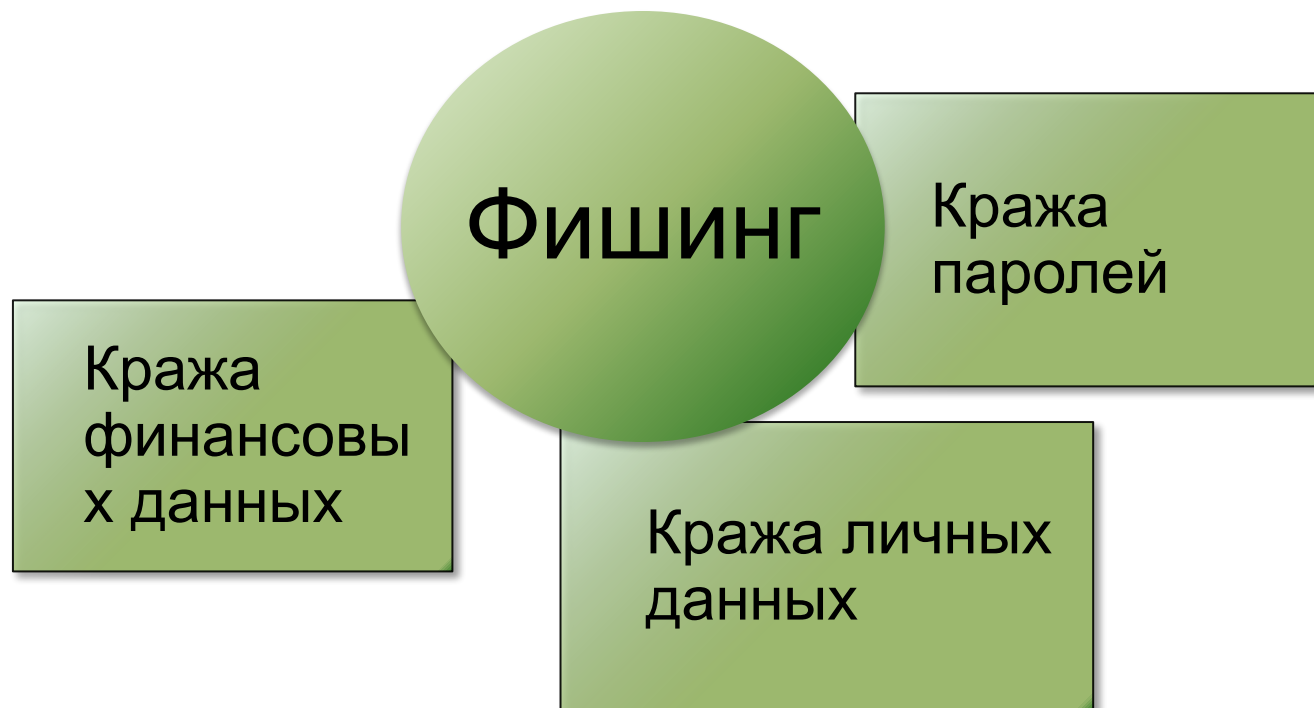 Фишинг
Кража
паролей
Кража
финансовы
х данных
Кража личных
данных